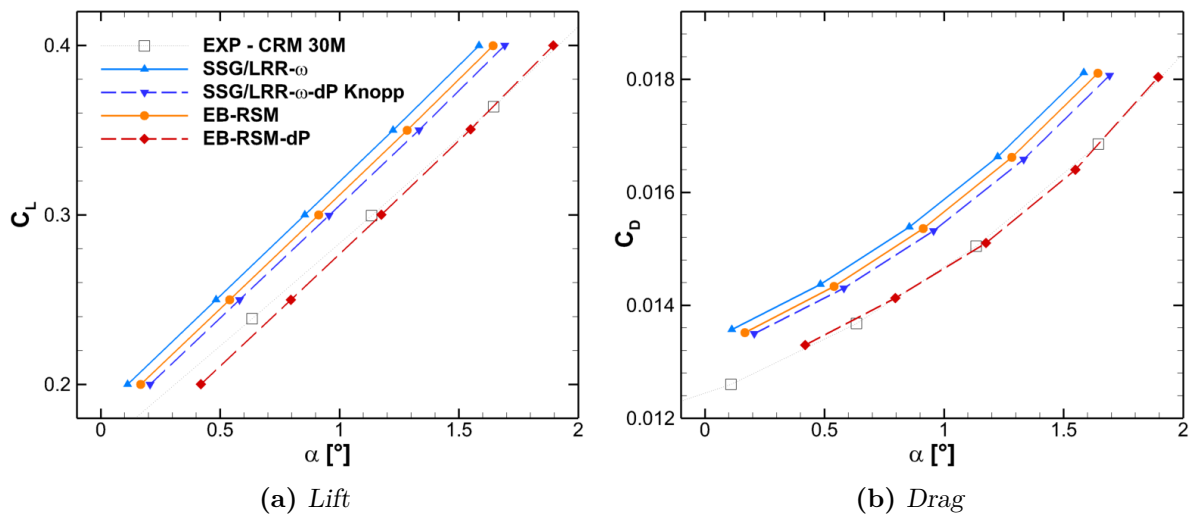 0.4
0.3
0.2
C_L
EXP - CRM 30M
SSG/LRR-ω
SSG/LRR-ω-dP Knopp
EB-RSM
EB-RSM-dP
0 0.5 1 1.5 2
α [°]
(a) Lift
0.018
0.016
0.014
0.012
C_D
0 0.5 1 1.5 2
α [°]
(b) Drag